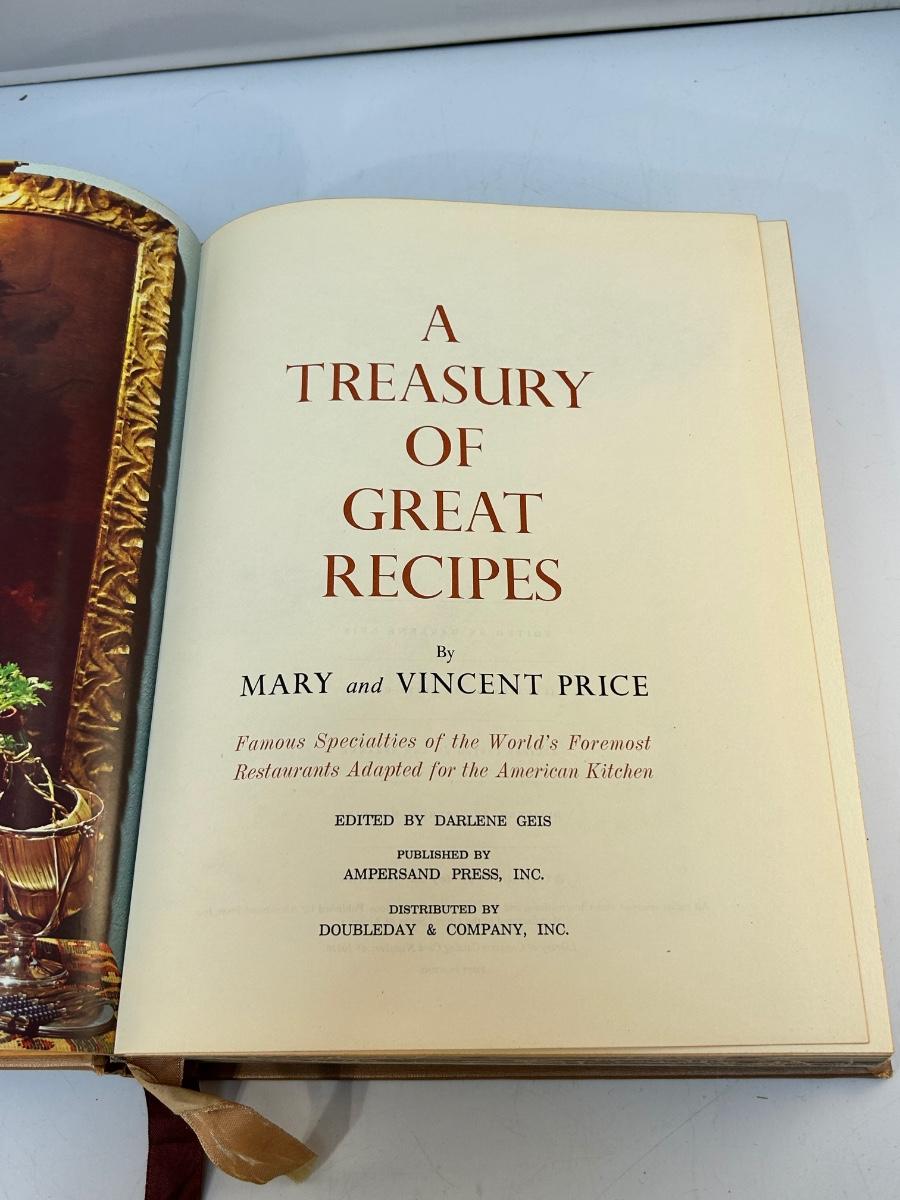 A
TREASURY
OF
GREAT
RECIPES
By
MARY and VINCENT PRICE
Famous Specialties of the World's Foremost
Restaurants Adapted for the American Kitchen
EDITED BY DARLENE GEIS
PUBLISHED BY
AMPERSAND PRESS, INC.
DISTRIBUTED BY
DOUBLEDAY & COMPANY, INC.